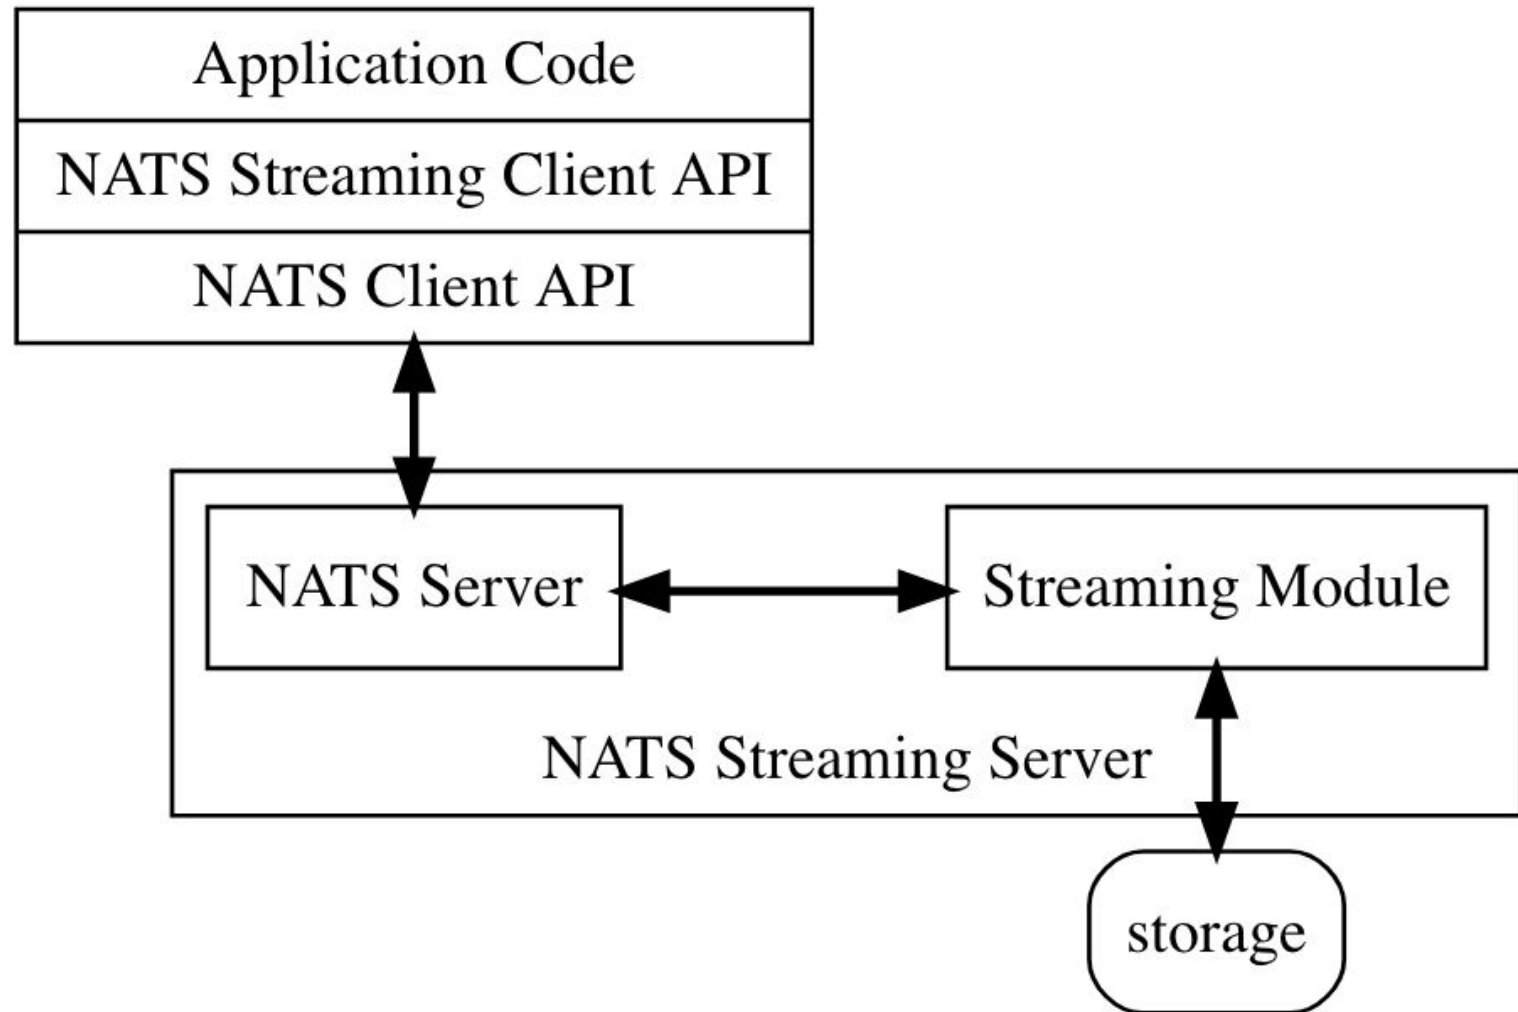 Application Code
NATS Streaming Client API
NATS Client API
NATS Server
Streaming Module
NATS Streaming Server
storage